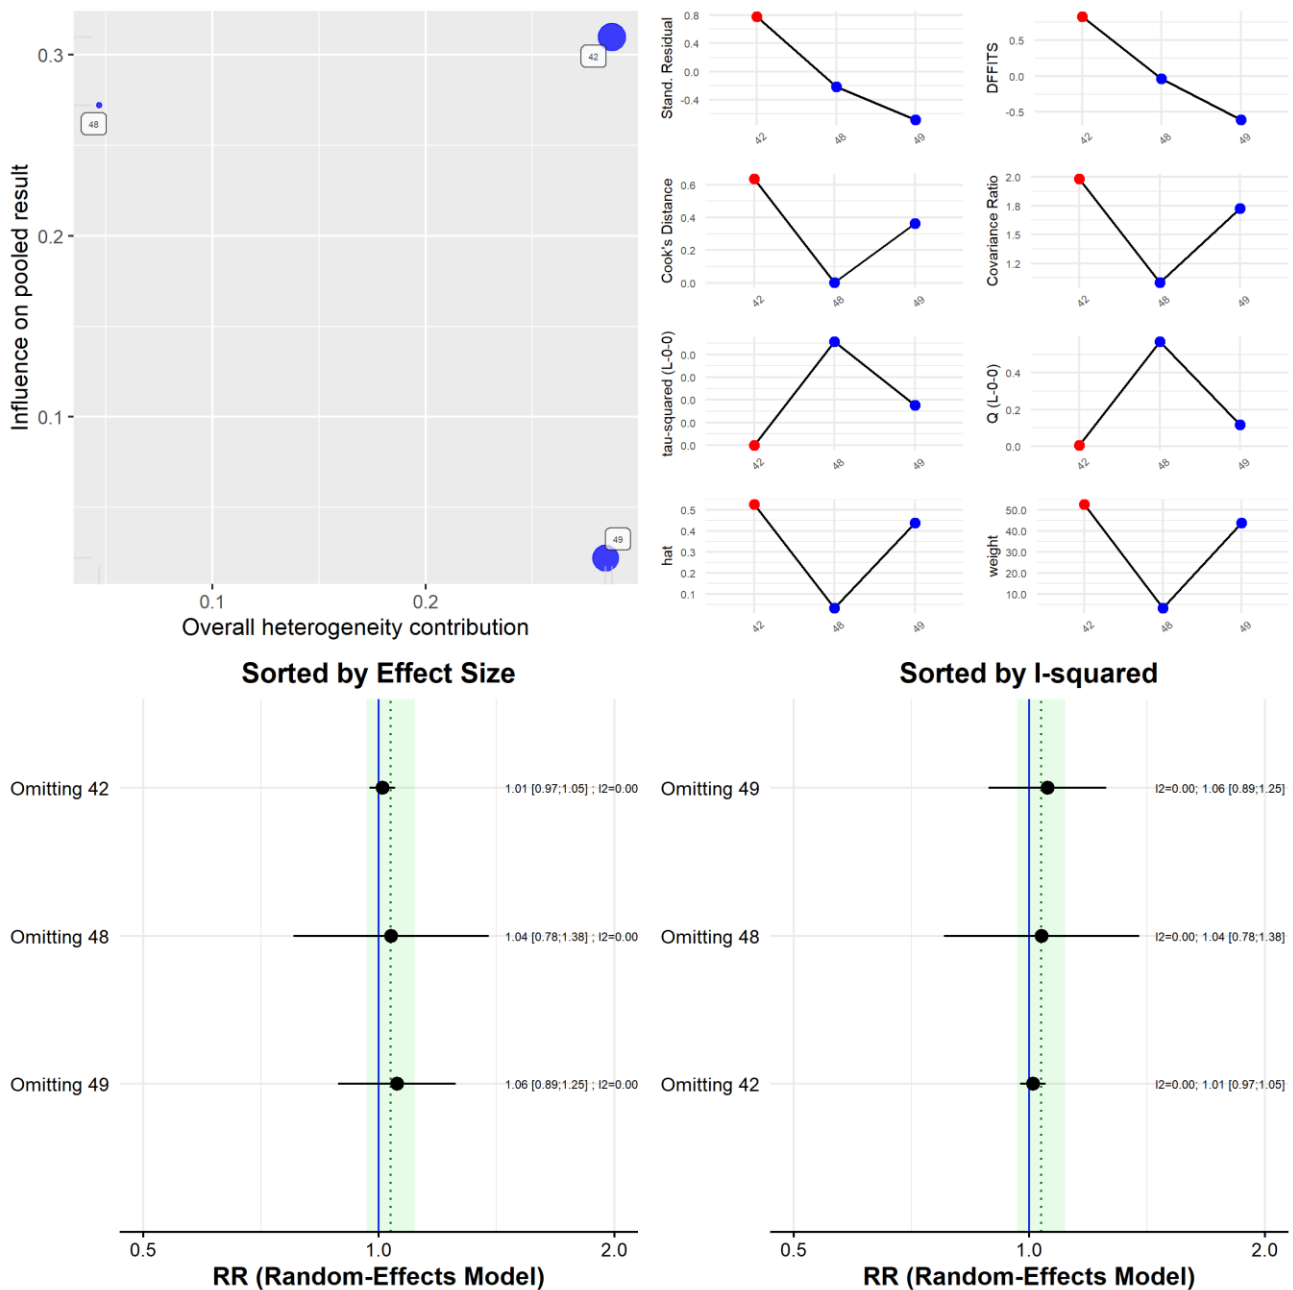 0.3
0.2
0.1
Influence on pooled result
42
48
49
0.1
0.2
Overall heterogeneity contribution
Stand. Residual
0.8
0.4
0.0
-0.4
42
48
49
DFFITS
0.5
0.0
-0.5
42
48
49
Cook's Distance
0.6
0.4
0.2
0.0
42
48
49
Covariance Ratio
2.0
1.8
1.5
1.2
42
48
49
tau-squared (L-0-0)
0.0
0.0
0.0
0.0
0.0
42
48
49
Q (L-0-0)
0.4
0.2
0.0
42
48
49
hat
0.5
0.4
0.3
0.2
0.1
42
48
49
weight
50.0
40.0
30.0
20.0
10.0
42
48
49
Sorted by Effect Size
Omitting 42
1.01 [0.97;1.05] ; I2=0.00
Omitting 48
1.04 [0.78;1.38] ; I2=0.00
Omitting 49
1.06 [0.89;1.25] ; I2=0.00
0.5
1.0
2.0
RR (Random-Effects Model)
Sorted by I-squared
Omitting 49
I2=0.00; 1.06 [0.89;1.25]
Omitting 48
I2=0.00; 1.04 [0.78;1.38]
Omitting 42
I2=0.00; 1.01 [0.97;1.05]
0.5
1.0
2.0
RR (Random-Effects Model)